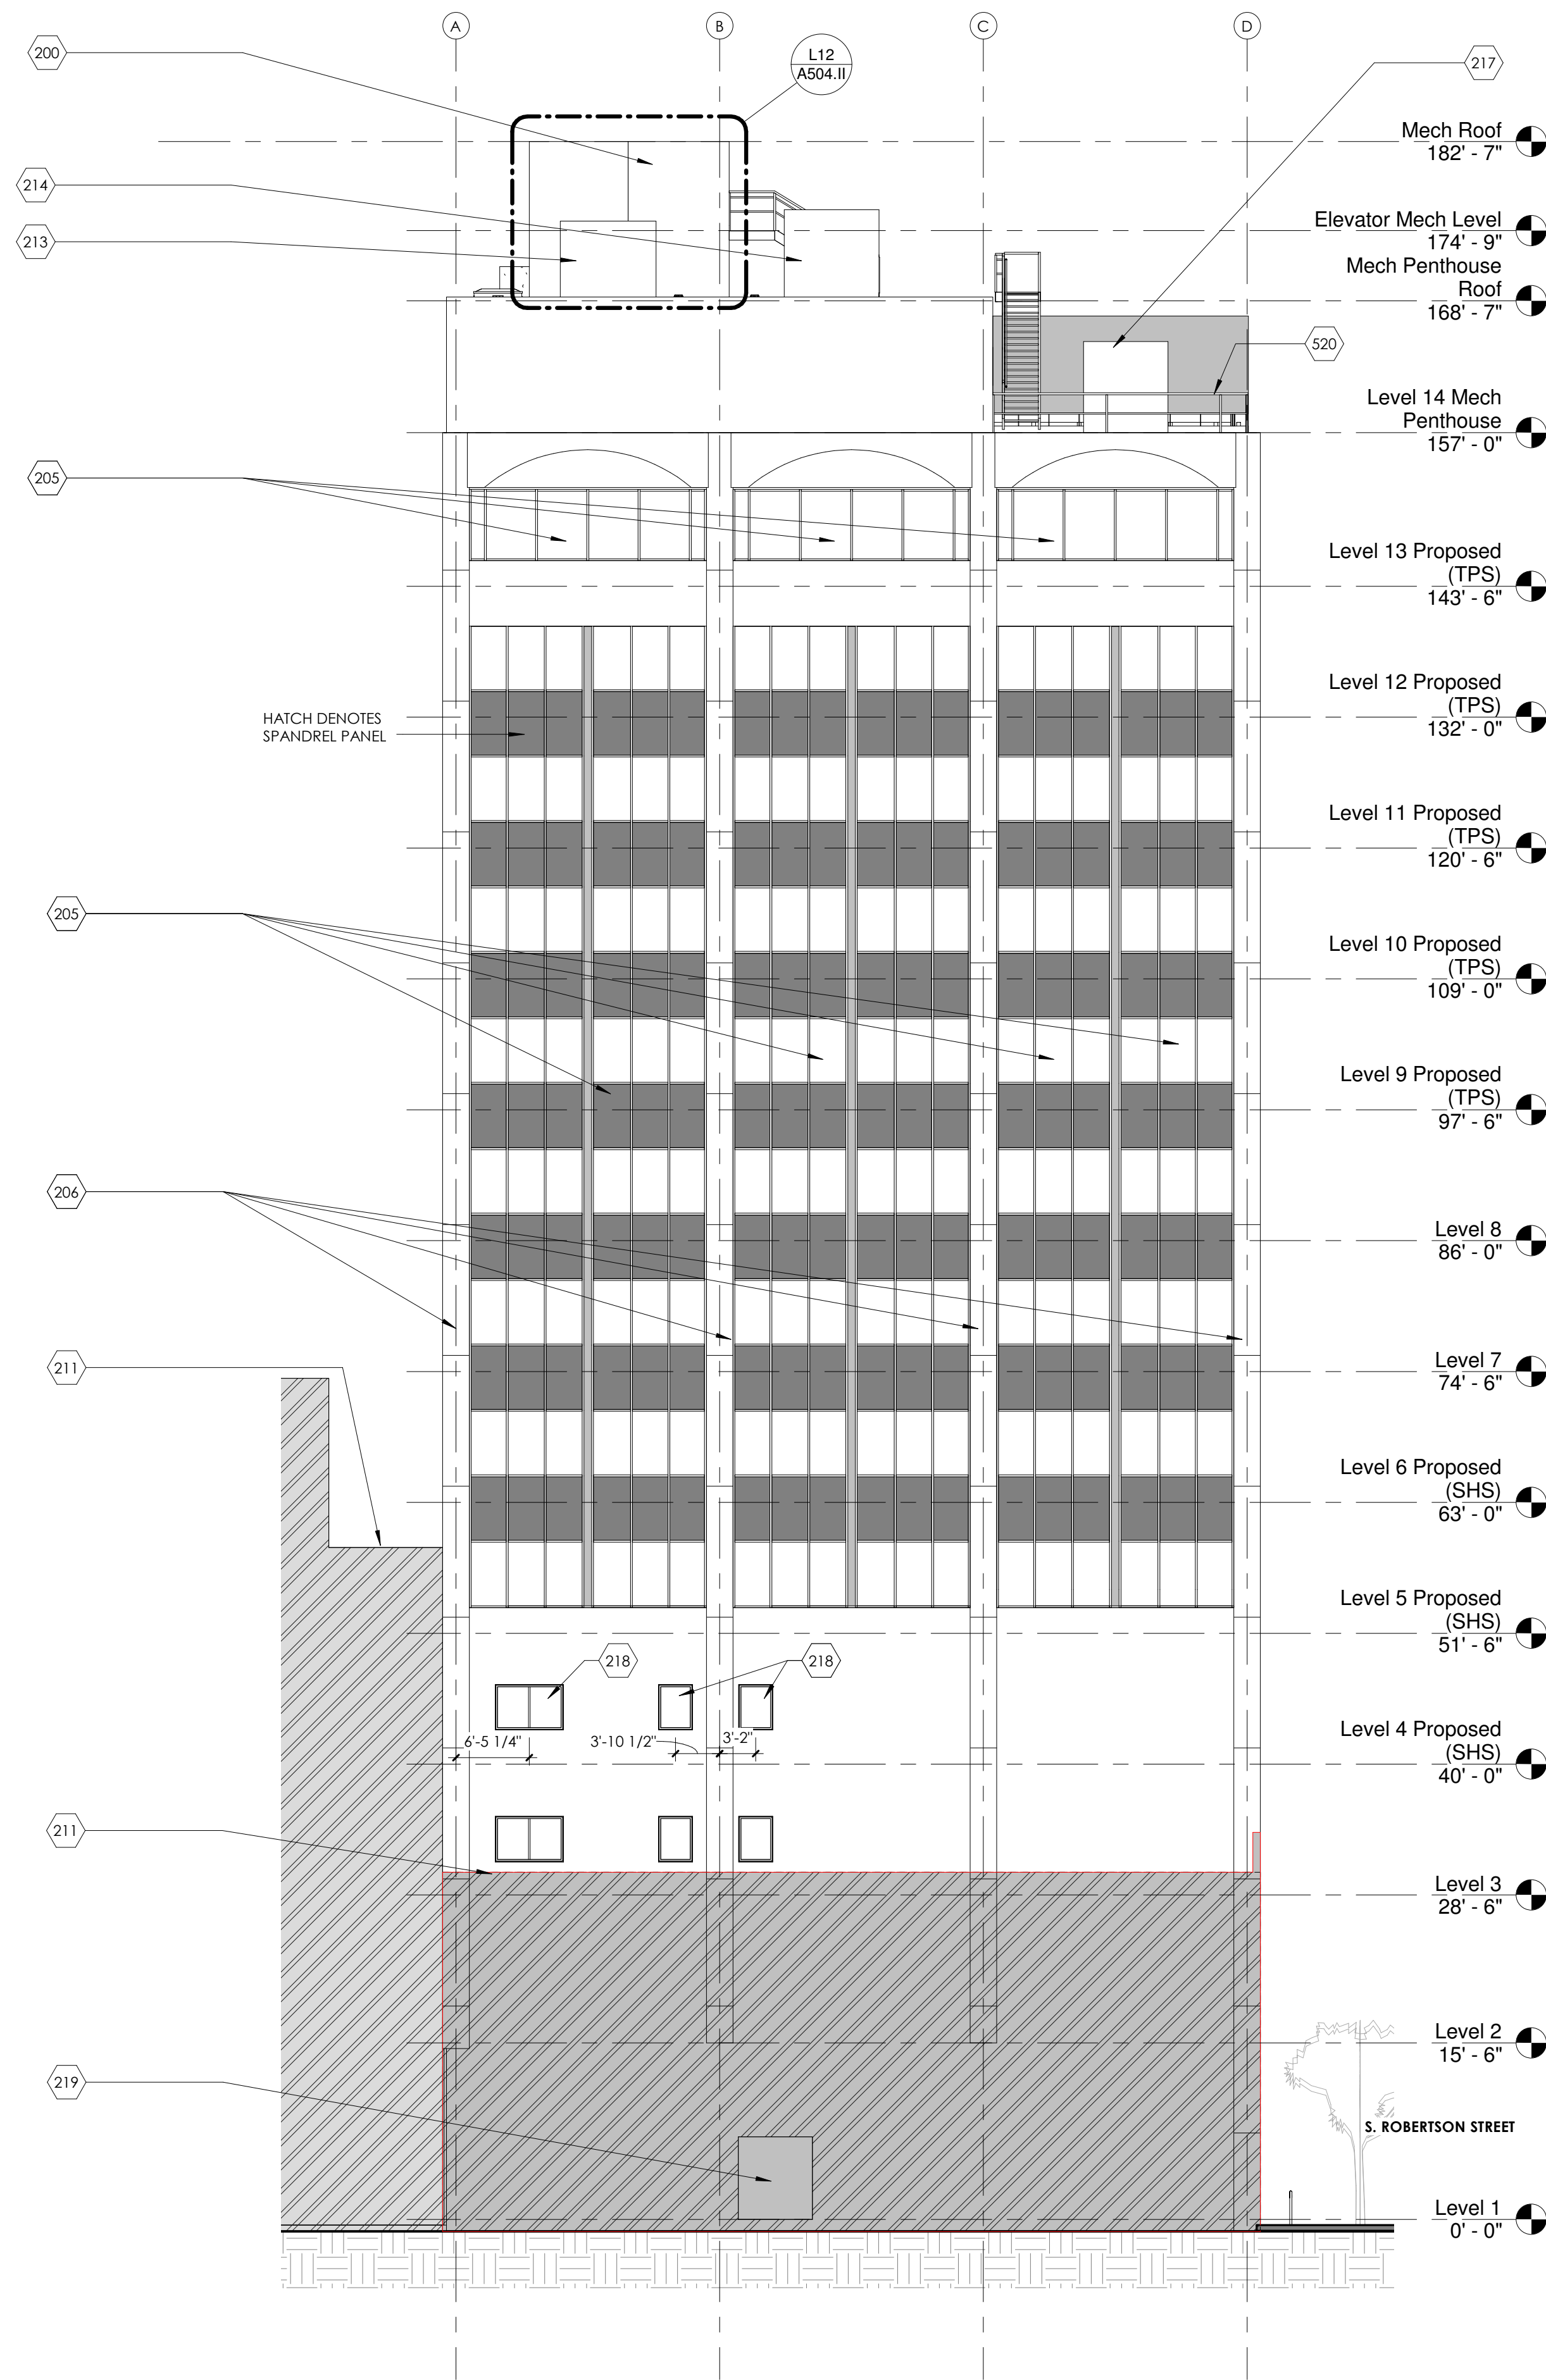 A
B
C
D
200
L12
A504.II
217
Mech Roof
182' - 7"
214
Elevator Mech Level
174' - 9"
213
Mech Penthouse
Roof
168' - 7"
520
Level 14 Mech
Penthouse
157' - 0"
205
Level 13 Proposed
(TPS)
143' - 6"
Level 12 Proposed
(TPS)
132' - 0"
HATCH DENOTES
SPANDREL PANEL
Level 11 Proposed
(TPS)
120' - 6"
205
Level 10 Proposed
(TPS)
109' - 0"
Level 9 Proposed
(TPS)
97' - 6"
206
Level 8
86' - 0"
211
Level 7
74' - 6"
Level 6 Proposed
(SHS)
63' - 0"
Level 5 Proposed
(SHS)
51' - 6"
218
218
6'-5 1/4"
3'-10 1/2"
3'-2"
Level 4 Proposed
(SHS)
40' - 0"
211
Level 3
28' - 6"
Level 2
15' - 6"
219
S. ROBERTSON STREET
Level 1
0' - 0"